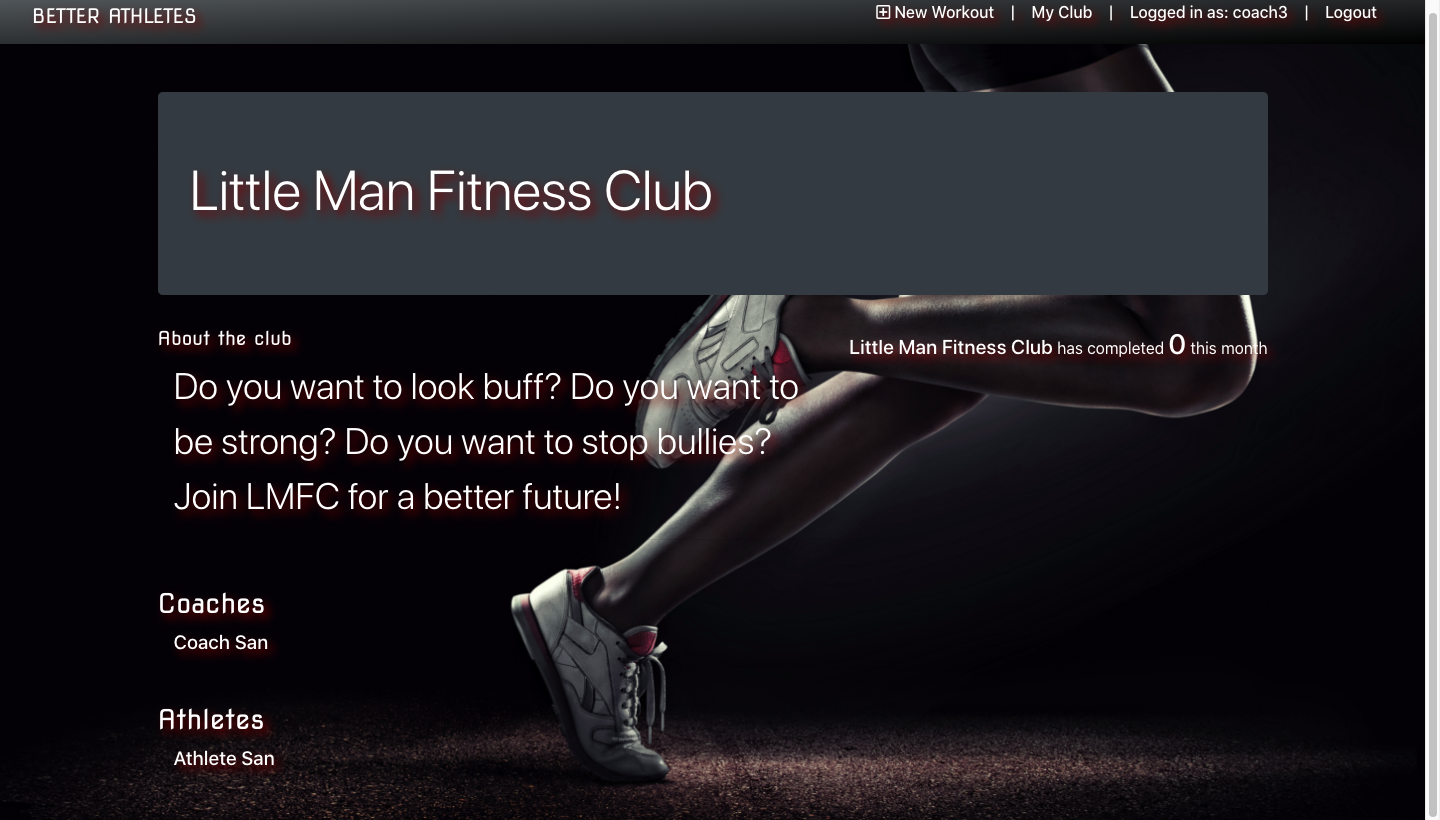 BETTER ATHLETES
New Workout | My Club | Logged in as: coach3 | Logout
Little Man Fitness Club
About the club
Little Man Fitness Club has completed 0 this month
Do you want to look buff? Do you want to
be strong? Do you want to stop bullies?
Join LMFC for a better future!
Coaches
Coach San
Athletes
Athlete San